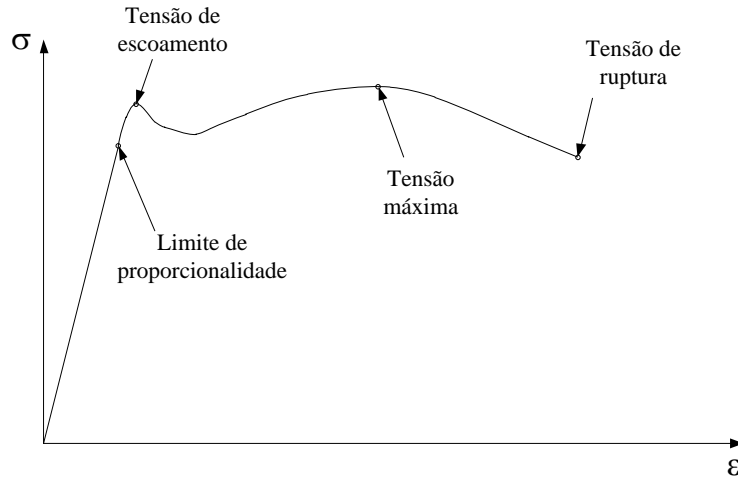 Tensão de
escoamento
σ
Tensão de
ruptura
Tensão
máxima
Limite de
proporcionalidade
ε